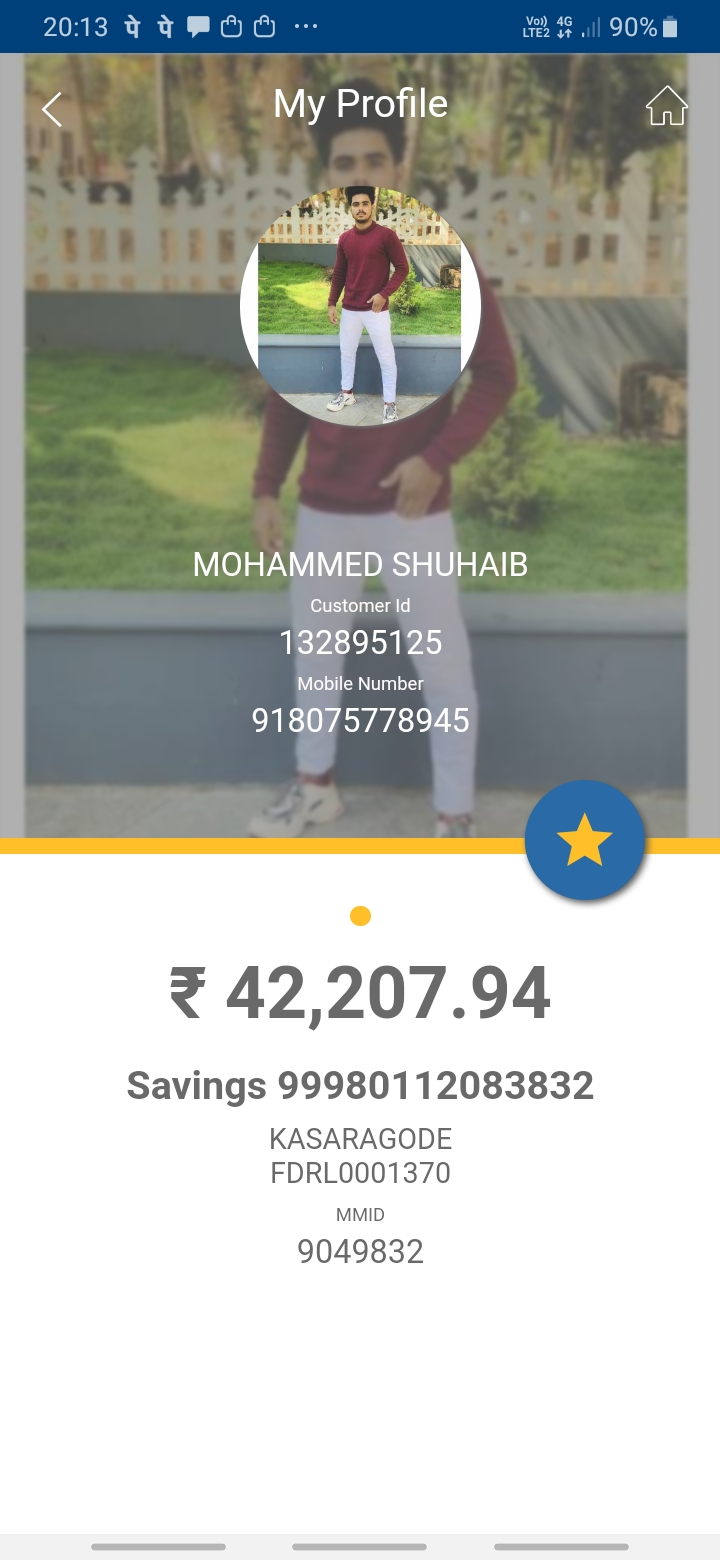 20:13 पे पे ... Vo)) LTE2 4G 90%
My Profile
MOHAMMED SHUHAIB
Customer Id
132895125
Mobile Number
918075778945
₹ 42,207.94
Savings 99980112083832
KASARAGODE
FDRL0001370
MMID
9049832